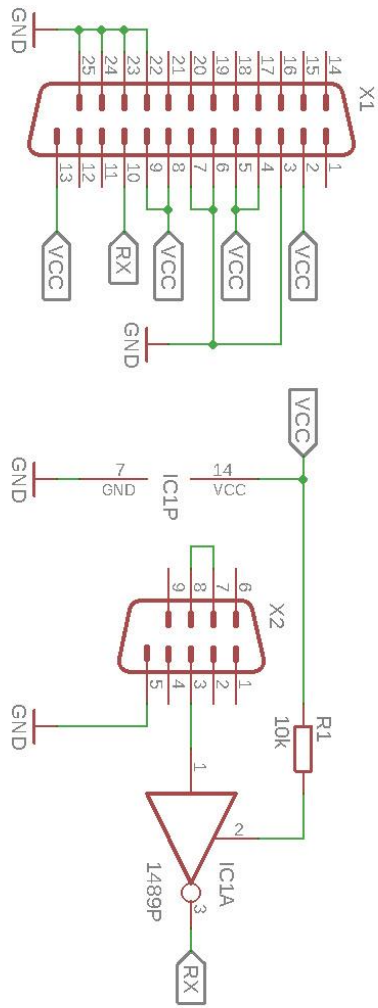 GND
25
24
23
22
21
20
19
18
17
16
15
14
X1
13
12
11
10
9
8
7
6
5
4
3
2
1
VCC
RX
VCC
VCC
VCC
GND
VCC
GND
7
GND
IC1P
14
VCC
9
8
7
6
X2
5
4
3
2
1
GND
R1
10k
1
2
IC1A
1489P
3
RX